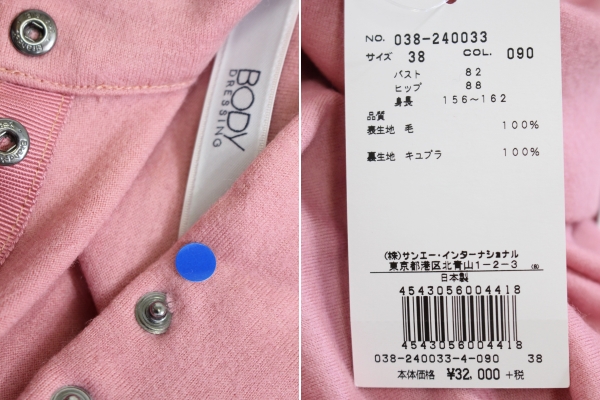 BODY
DRESSING
NO. 038-240033
サイズ 38 COL. 090
バスト 82
ヒップ 88
身長 156～162
品質
表生地 毛 100%
裏生地 キュプラ 100%
(株)サンエー・インターナショナル
東京都港区北青山1-2-3
日本製
4543056004418
4543056004418
038-240033-4-090 38
本体価格 ¥32,000 +税